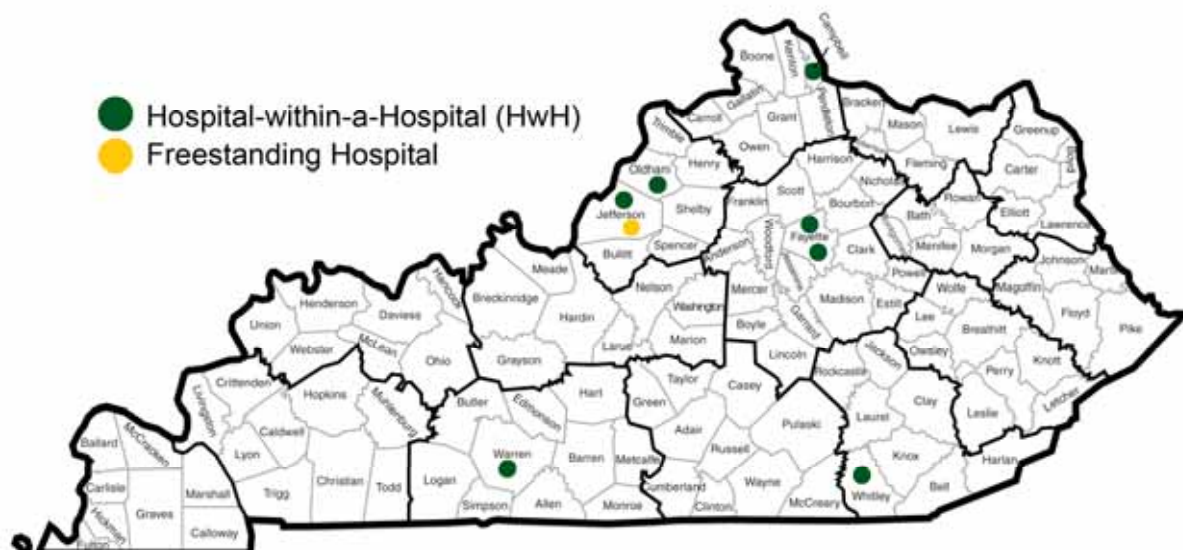 Hospital-within-a-Hospital (HwH)
Freestanding Hospital
Campbell
Boone
Kenton
Gallatin
Carroll
Grant
Pendleton
Bracken
Mason
Lewis
Greenup
Trimble
Owen
Harrison
Fleming
Carter
Boyd
Oldham
Henry
Scott
Nicholas
Rowan
Elliott
Lawrence
Jefferson
Shelby
Franklin
Bourbon
Bath
Woodford
Fayette
Menifee
Morgan
Bullitt
Spencer
Anderson
Clark
Johnson
Martin
Meade
Nelson
Mercer
Powell
Wolfe
Magoffin
Hancock
Breckinridge
Washington
Madison
Estill
Lee
Floyd
Henderson
Daviess
Hardin
Garrard
Breathitt
Pike
Union
McLean
Boyle
Webster
Ohio
Grayson
Larue
Marion
Lincoln
Rockcastle
Jackson
Owsley
Knott
Perry
Crittenden
Livingston
Hopkins
Muhlenburg
Butler
Edmonson
Hart
Green
Taylor
Casey
Pulaski
Laurel
Clay
Leslie
Letcher
Ballard
McCracken
Lyon
Caldwell
Warren
Adair
Russell
Knox
Harlan
Carlisle
Marshall
Trigg
Christian
Todd
Logan
Barren
Metcalfe
Cumberland
Wayne
Whitley
Bell
Hickman
Graves
Simpson
Allen
Monroe
Clinton
McCreary
Fulton
Calloway